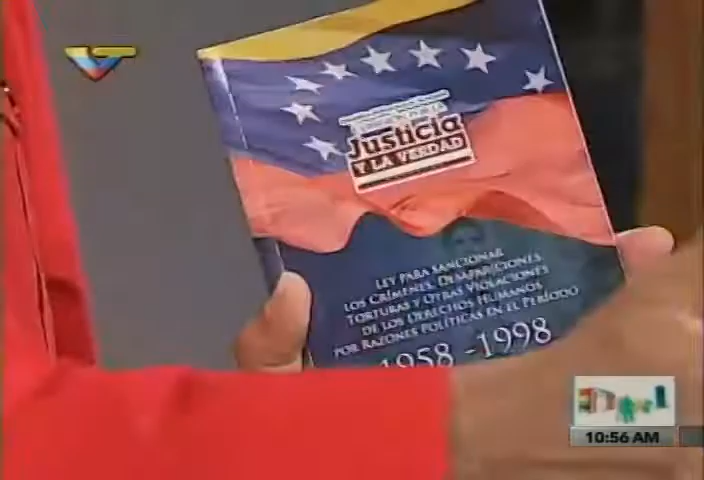 Justicia
Y LA VERDAD
LEY PARA SANCIONAR
LOS CRÍMENES, DESAPARICIONES
TORTURAS Y OTRAS VIOLACIONES
DE LOS DERECHOS HUMANOS
POR RAZONES POLÍTICAS EN EL PERÍODO
1958 - 1998
10:56 AM